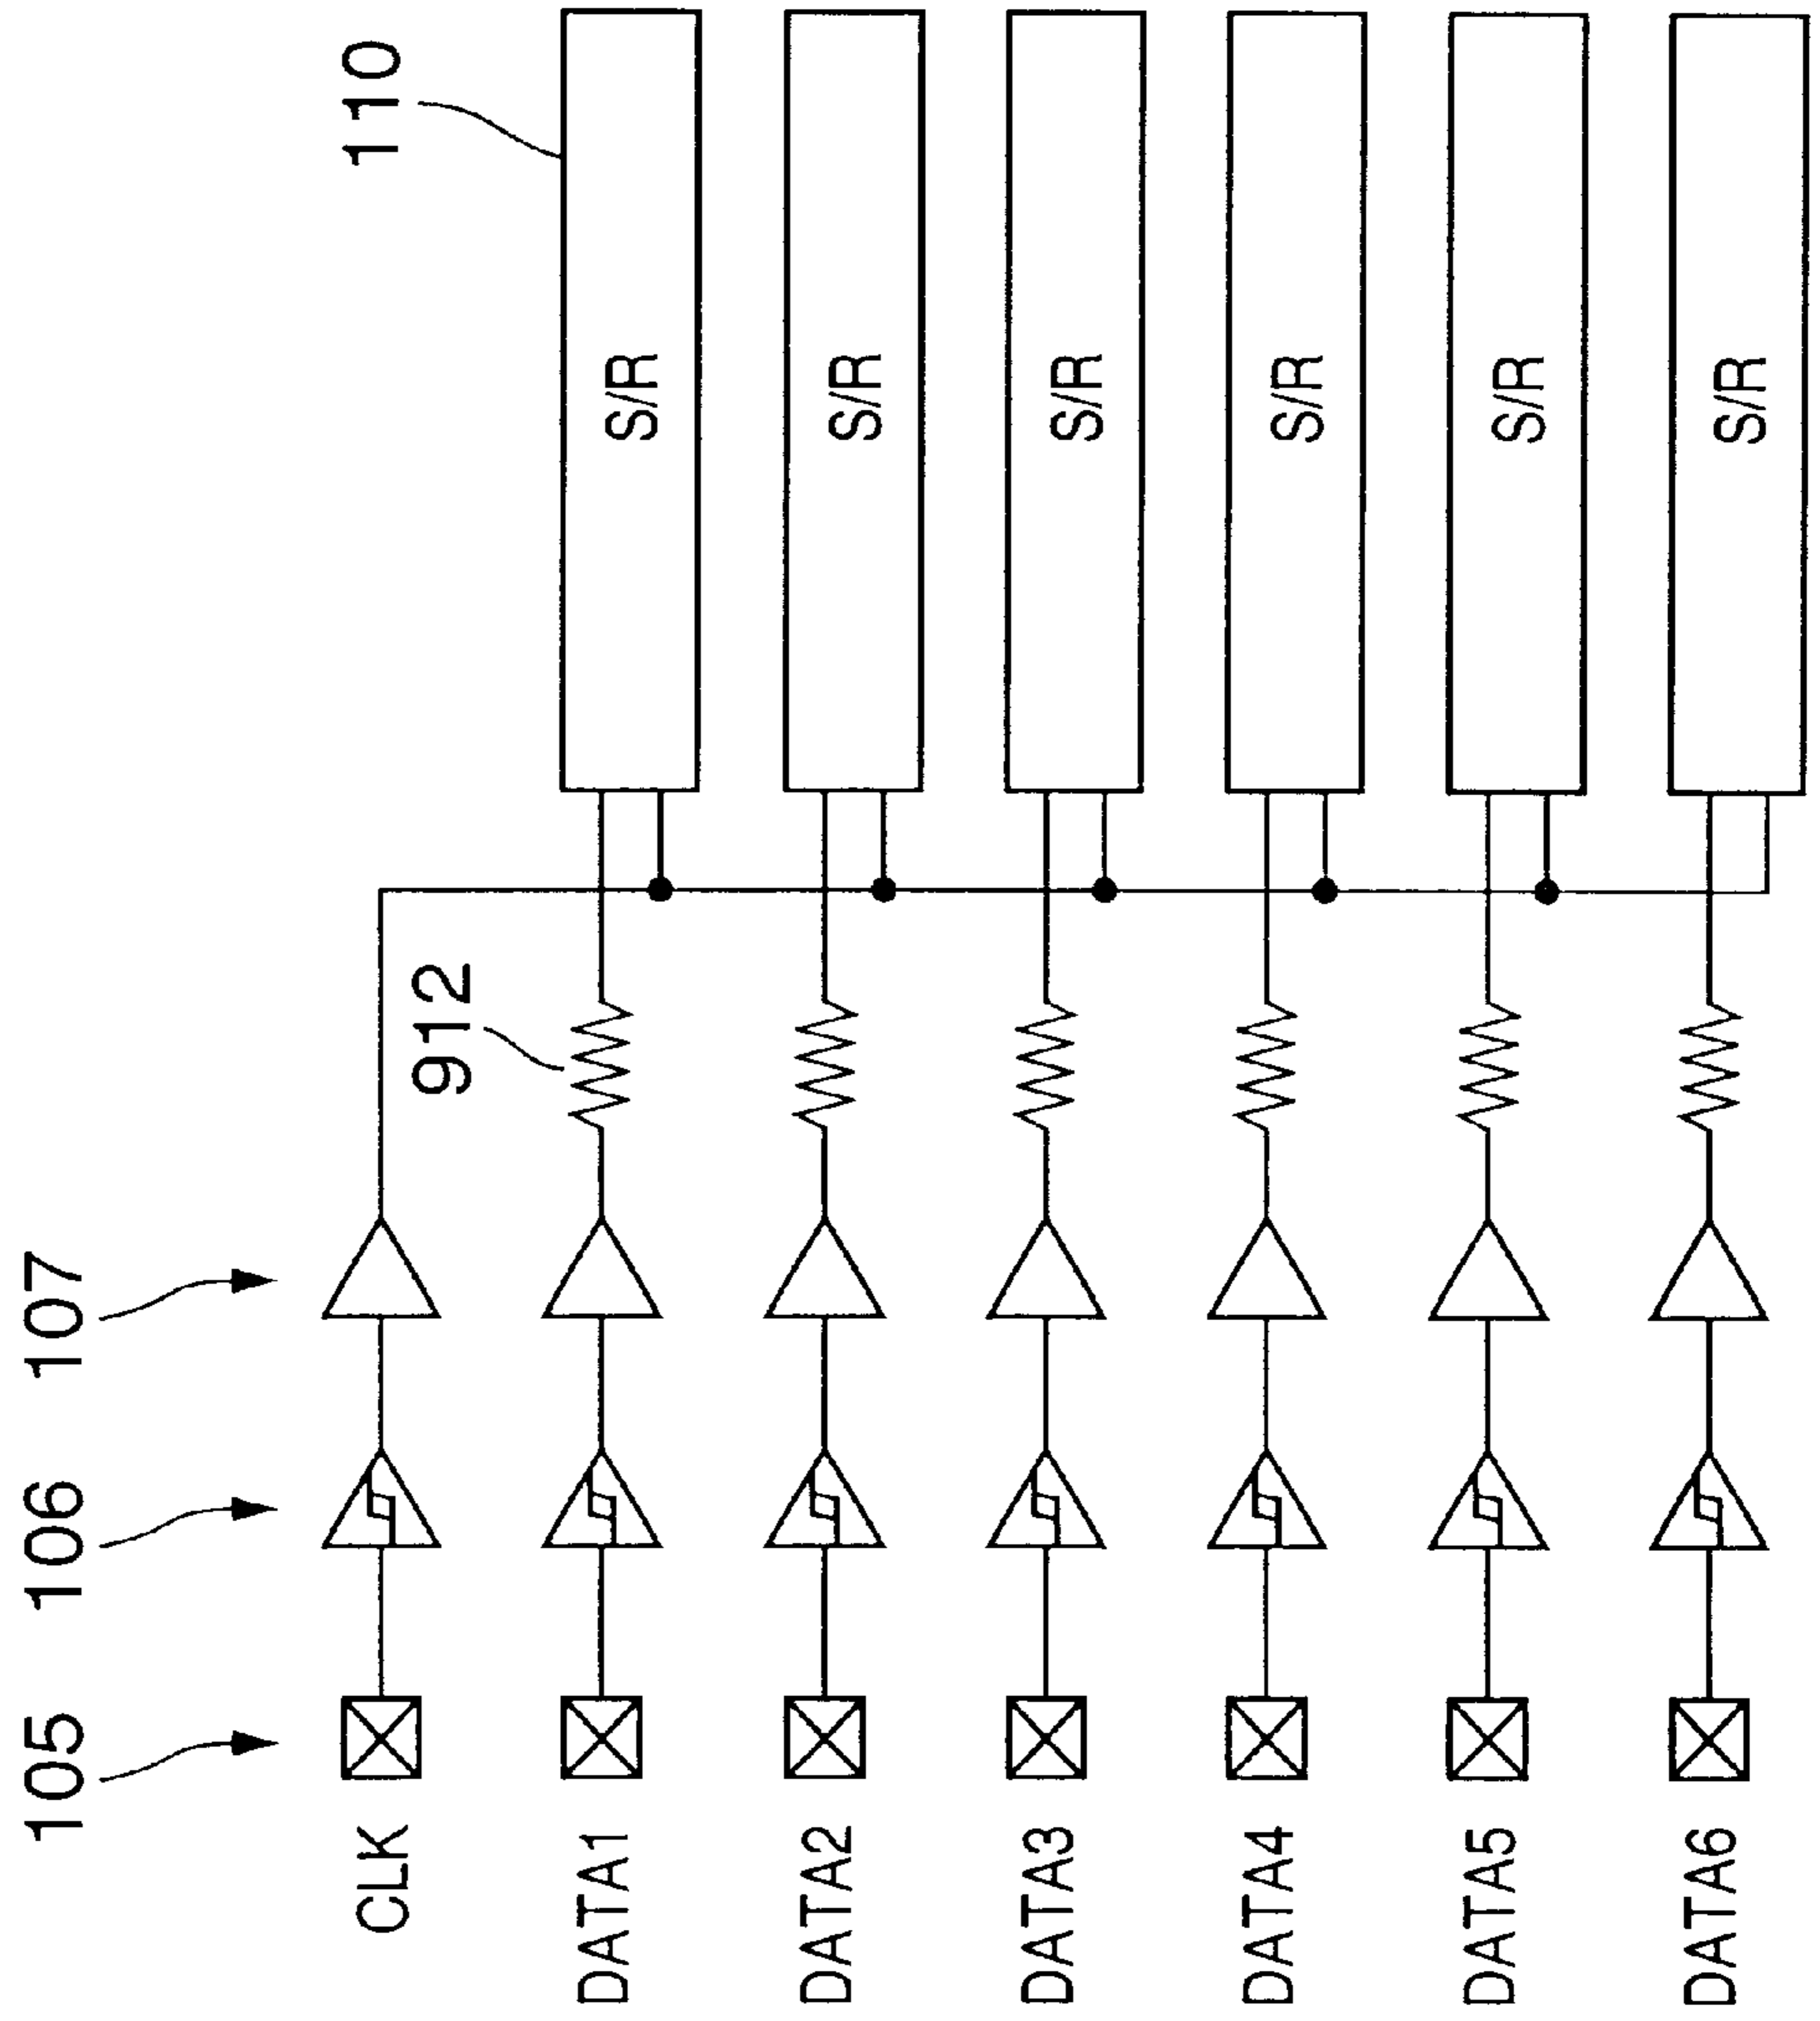 105
106
107
CLK
912
110
DATA1
S/R
DATA2
S/R
DATA3
S/R
DATA4
S/R
DATA5
S/R
DATA6
S/R